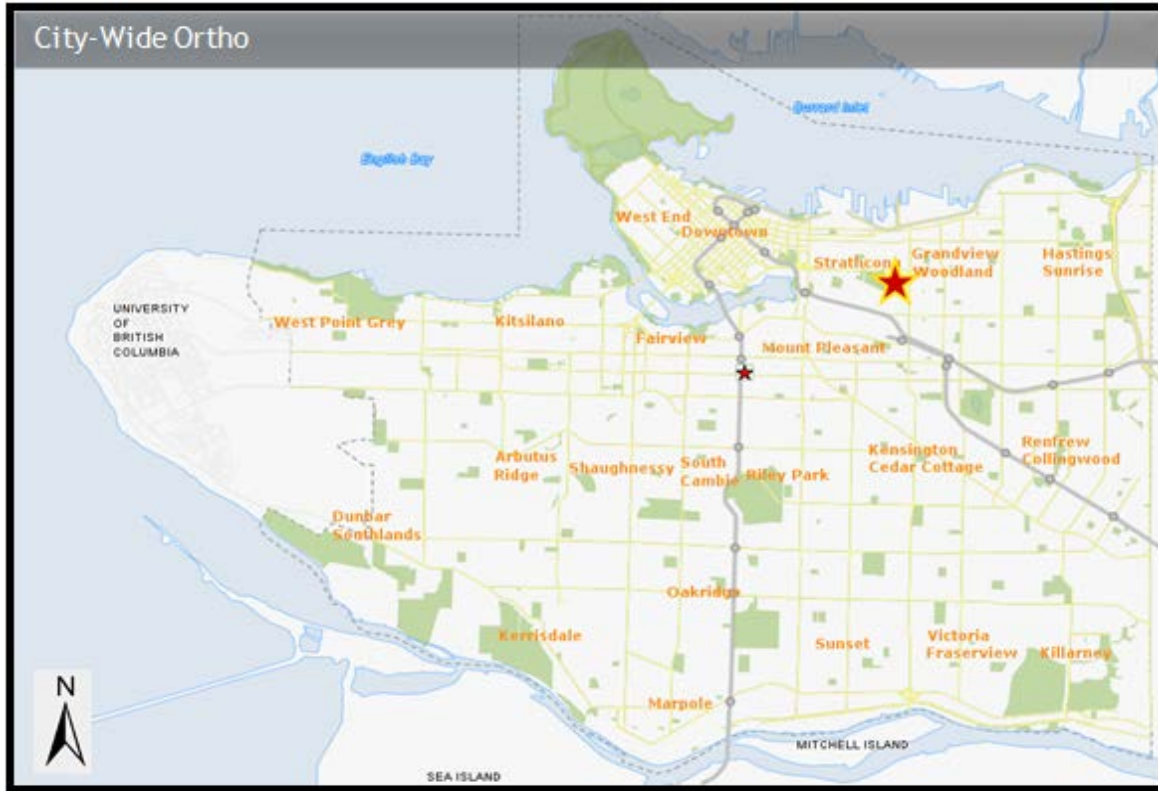 City-Wide Ortho
Burrard Inlet
English Bay
West End
Downtown
Strathcona
Grandview
Woodland
Hastings
Sunrise
UNIVERSITY
OF
BRITISH
COLUMBIA
West Point Grey
Kitsilano
Fairview
Mount Pleasant
Arbutus
Ridge
Shaughnessy
South
Cambie
Riley Park
Kensington
Cedar Cottage
Renfrew
Collingwood
Dunbar
Southlands
Oakridge
Kerrisdale
Sunset
Victoria
Fraserview
Killarney
Marpole
N
MITCHELL ISLAND
SEA ISLAND